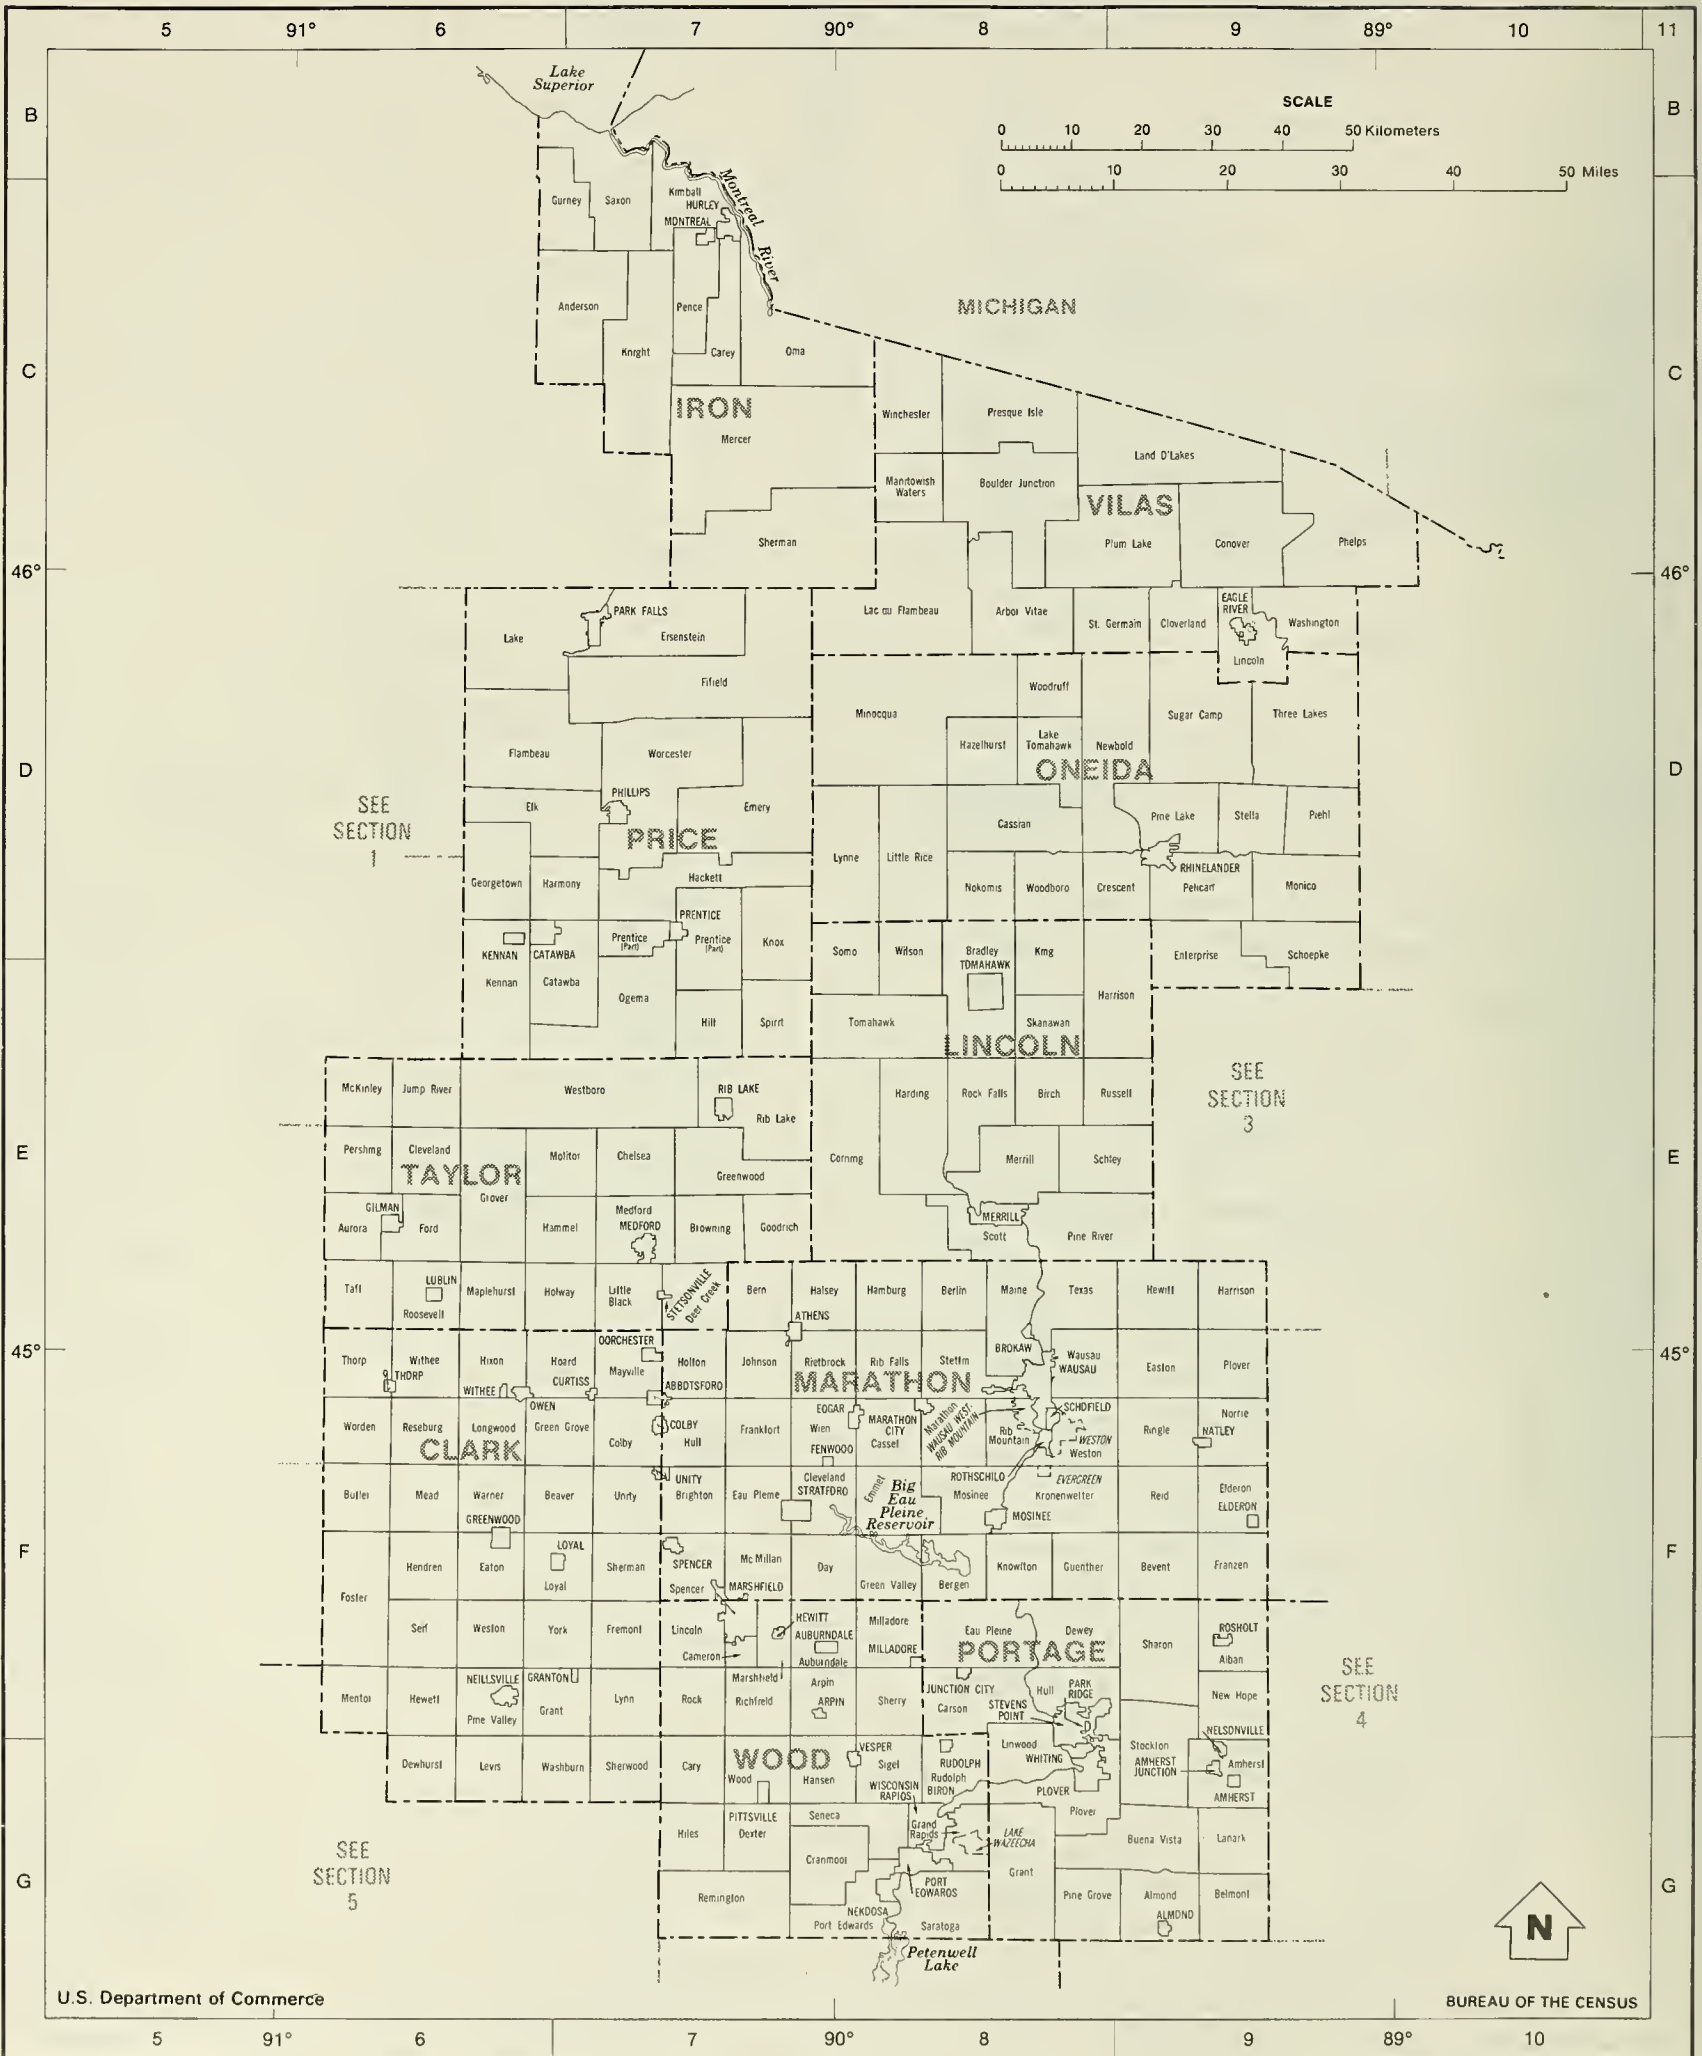 5 91° 6 7 90° 8 9 89° 10 11
Lake
Superior
B
B
SCALE
0 10 20 30 40 50 Kilometers
0 10 20 30 40 50 Miles
Montreal River
Gurney
Saxon
Kimball
HURLEY
MONTREAL
Anderson
Knight
Pence
Carey
Oma
MICHIGAN
C
C
IRON
Mercer
Sherman
Winchester
Presque Isle
Land D'Lakes
Manitowish
Waters
Boulder Junction
VILAS
Plum Lake
Conover
Phelps
46°
46°
Lac du Flambeau
Arbor Vitae
St. Germain
Cloverland
EAGLE
RIVER
Washington
Lincoln
Lake
PARK FALLS
Eisenstein
Fifield
Flambeau
Worcester
PHILLIPS
Elk
Emery
PRICE
D
D
SEE
SECTION
1
Georgetown
Harmony
Hackett
PRENTICE
Prentice
(Part)
Prentice
(Part)
Knox
KENNAN
CATAWBA
Kennan
Catawba
Ogema
Hill
Spirit
Minocqua
Woodruff
Hazelhurst
Lake
Tomahawk
Newbold
Sugar Camp
Three Lakes
ONEIDA
Cassian
Pine Lake
Stella
Piehl
Lynne
Little Rice
RHINELANDER
Nokomis
Woodboro
Crescent
Pelican
Monico
Enterprise
Schoepke
Somo
Wilson
Bradley
TOMAHAWK
King
Harrison
Tomahawk
Skanawan
LINCOLN
Harding
Rock Falls
Birch
Russell
Corning
Merrill
Schley
MERRILL
Scott
Pine River
SEE
SECTION
3
E
E
McKinley
Jump River
Westboro
RIB LAKE
Rib Lake
Pershing
Cleveland
Molitor
Chelsea
Greenwood
TAYLOR
Grover
GILMAN
Aurora
Ford
Hammel
Medford
MEDFORD
Browning
Goodrich
Taft
LUBLIN
Roosevelt
Maplehurst
Holway
Little
Black
STETSONVILLE
Deer Creek
45°
45°
Bern
Halsey
Hamburg
Berlin
Maine
Texas
Hewitt
Harrison
ATHENS
Thorp
Withee
Hixon
Hoard
DORCHESTER
Mayville
Holton
Johnson
Rietbrock
Rib Falls
Stettin
BROKAW
Wausau
WAUSAU
Easton
Plover
THORP
WITHEE
OWEN
CURTISS
ABBOTSFORD
MARATHON
Worden
Reseburg
Longwood
Green Grove
Colby
COLBY
Hull
Frankfort
EDGAR
Wien
FENWOOD
MARATHON
CITY
Cassel
Marathon
WAUSAU WEST-
RIB MOUNTAIN
Rib
Mountain
SCHOFIELD
WESTON
Weston
Ringle
Norrie
HATLEY
CLARK
Butler
Mead
Warner
Beaver
Unity
UNITY
Brighton
Eau Pleine
Cleveland
STRATFORD
Emmet
Big
Eau
Pleine
Reservoir
ROTHSCHILD
EVERGREEN
Mosinee
Kronenwetter
Reid
Elderon
ELDERON
MOSINEE
GREENWOOD
F
F
Foster
Hendren
Eaton
LOYAL
Loyal
Sherman
SPENCER
Spencer
Mc Millan
MARSHFIELD
Day
Green Valley
Bergen
Knowlton
Guenther
Bevent
Franzen
Seif
Weston
York
Fremont
Lincoln
Cameron
HEWITT
AUBURNDALE
Auburndale
Milladore
MILLADORE
Eau Pleine
Dewey
PORTAGE
Sharon
ROSHOLT
Alban
Mentor
Hewett
NEILLSVILLE
Pine Valley
GRANTON
Grant
Lynn
Rock
Marshfield
Richfield
Arpin
ARPIN
Sherry
JUNCTION CITY
Carson
STEVENS
POINT
Hull
PARK
RIDGE
New Hope
SEE
SECTION
4
Dewhurst
Levis
Washburn
Sherwood
Cary
WOOD
Wood
Hansen
VESPER
Sigel
RUDOLPH
Rudolph
WISCONSIN
RAPIDS
BIRON
Linwood
WHITING
PLOVER
Stockton
AMHERST
JUNCTION
NELSONVILLE
Amherst
AMHERST
Hiles
PITTSVILLE
Dexter
Seneca
Cranmoor
Grand
Rapids
LAKE
WAZEECHA
Plover
Buena Vista
Lanark
SEE
SECTION
5
G
G
Remington
PORT
EDWARDS
NEKOOSA
Port Edwards
Saratoga
Grant
Pine Grove
Almond
ALMOND
Belmont
N
Petenwell
Lake
U.S. Department of Commerce
BUREAU OF THE CENSUS
5 91° 6 7 90° 8 9 89° 10